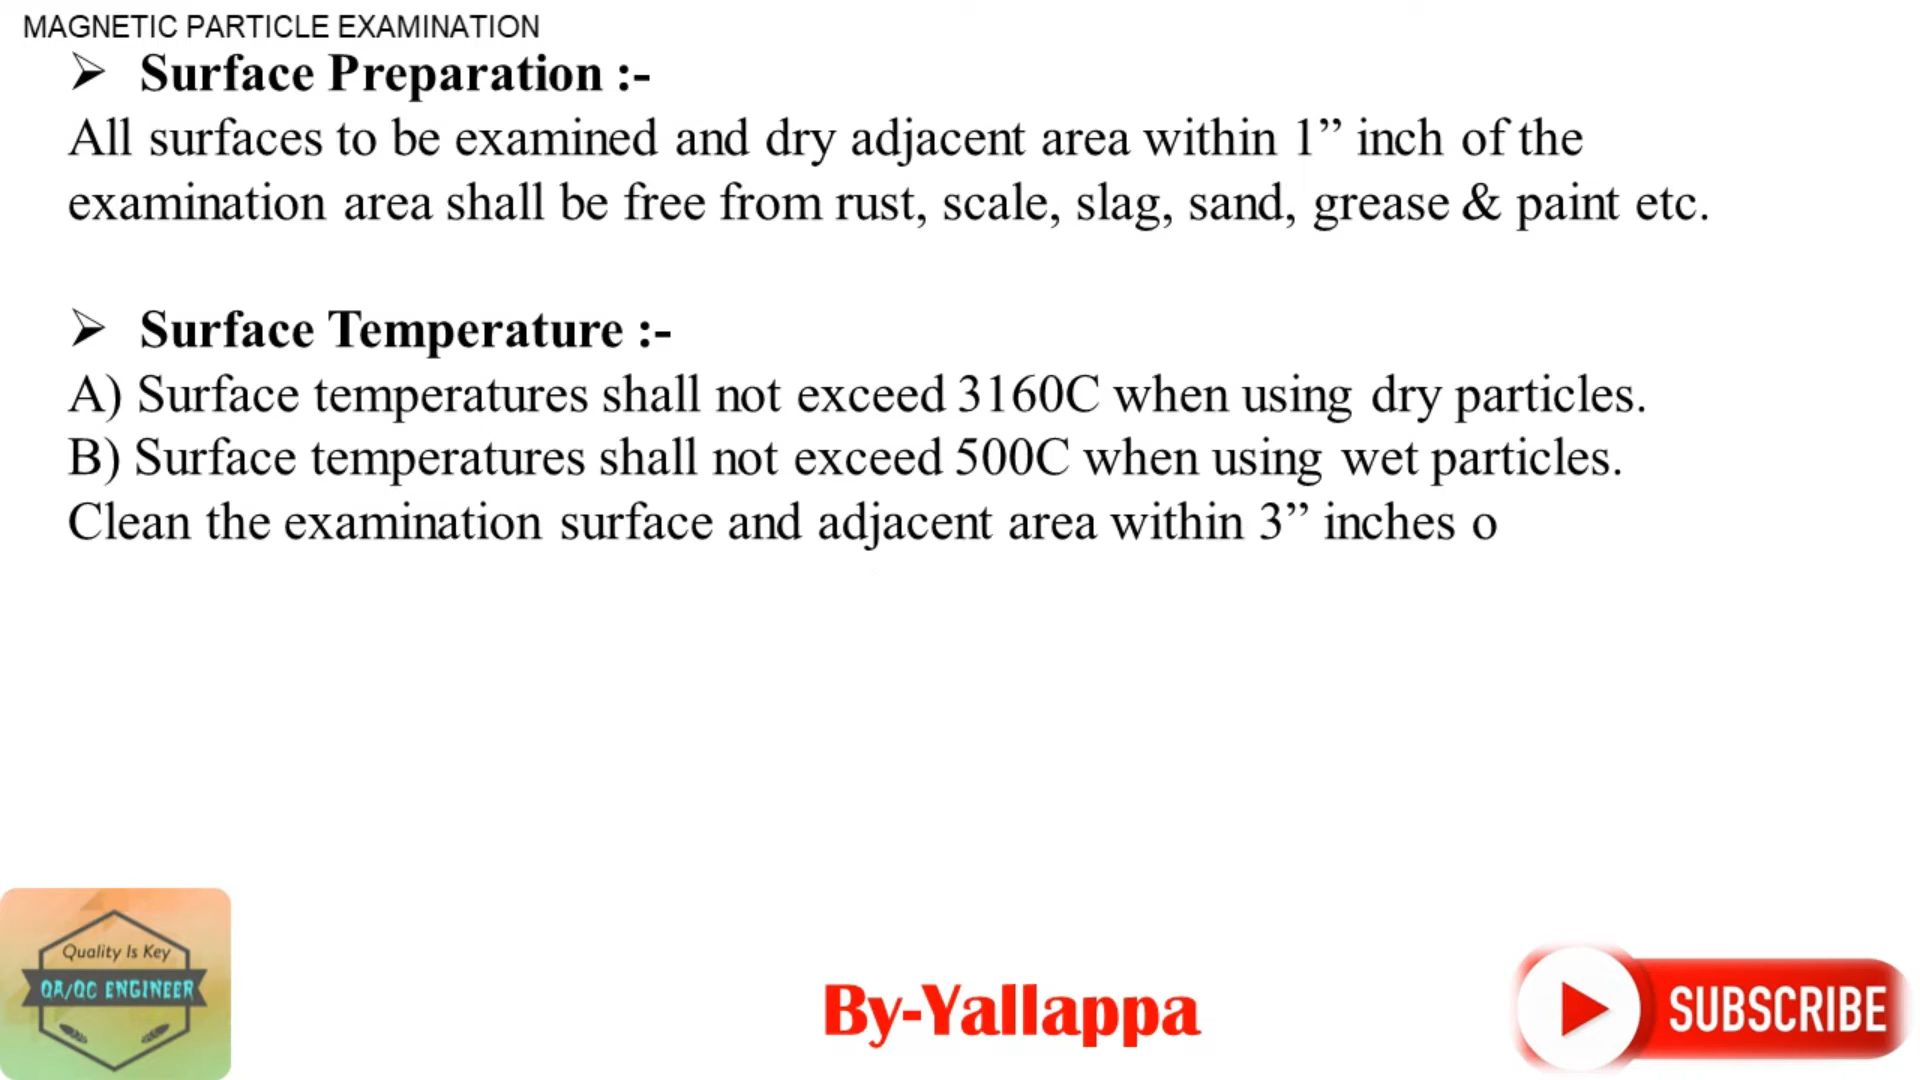 MAGNETIC PARTICLE EXAMINATION
➢ Surface Preparation :-
All surfaces to be examined and dry adjacent area within 1” inch of the
examination area shall be free from rust, scale, slag, sand, grease & paint etc.
➢ Surface Temperature :-
A) Surface temperatures shall not exceed 3160C when using dry particles.
B) Surface temperatures shall not exceed 500C when using wet particles.
Clean the examination surface and adjacent area within 3” inches o
Quality Is Key
QA/QC ENGINEER
By-Yallappa
SUBSCRIBE